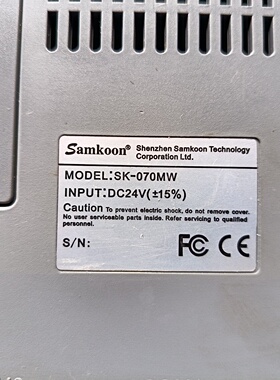 Samkoon® Shenzhen Samkoon Technology
Corporation Ltd.
MODEL:SK-070MW
INPUT:DC24V(±15%)
Caution To prevent electric shock, do not remove cover.
No user serviceable parts inside. Refer servicing to qualified
personnel.
S/N:
FC CE